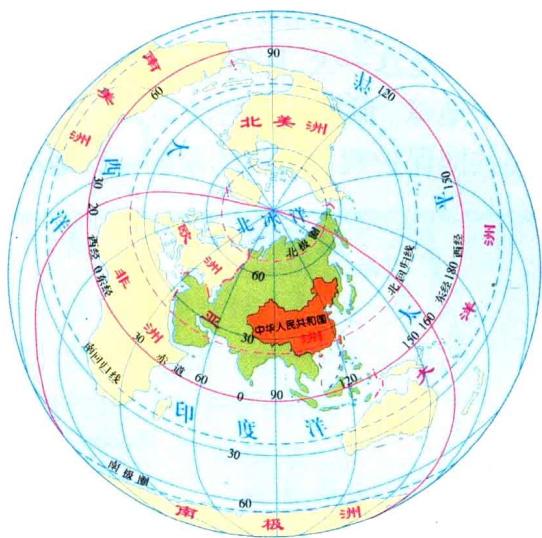 南美洲
60
90
120
洋
北美洲
大西洋
30
20
西经 0 东经
150
平
洋
大洋洲
北冰洋
北极圈
60
欧洲
亚洲
非洲
30
中华人民共和国
北回归线
东经 180 西经
160
150
120
90
0
60
30
赤道
南回归线
印度洋
30
南极圈
60
南极洲